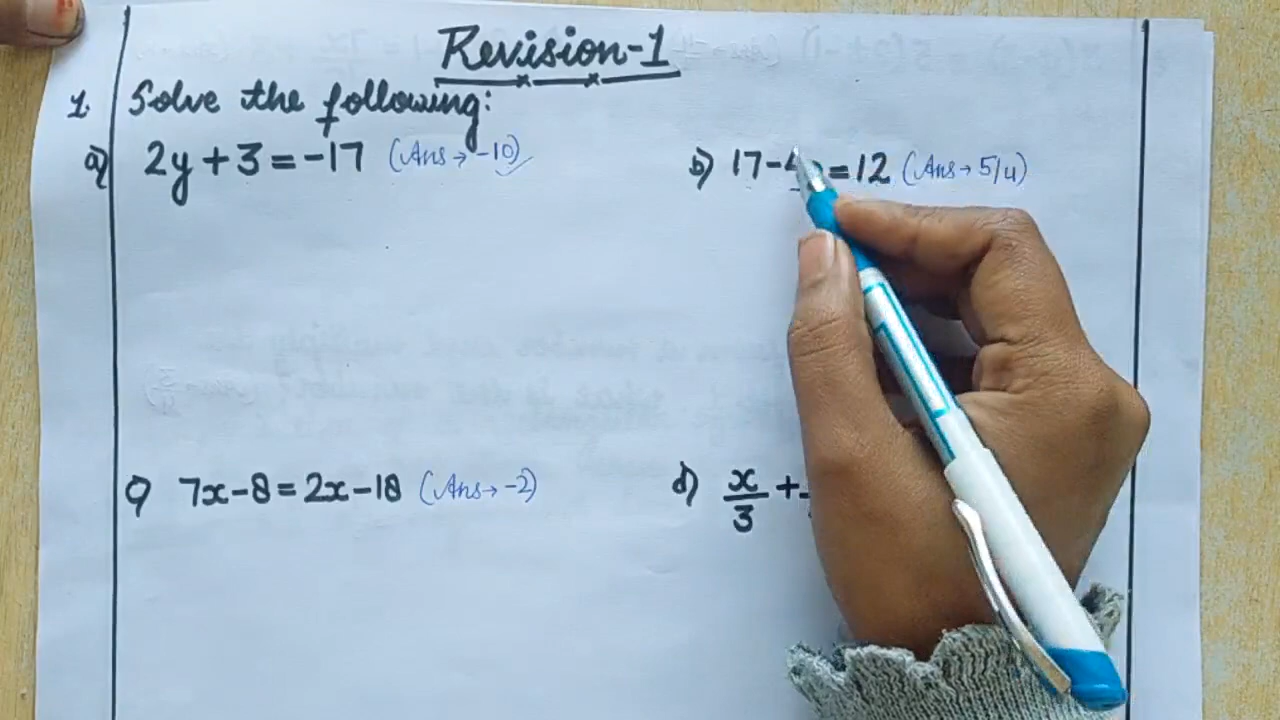 Revision-1
1. Solve the following:
a) 2y + 3 = -17 (Ans → -10)
b) 17 - 4 = 12 (Ans → 5/4)
c) 7x - 8 = 2x - 18 (Ans → -2)
d) x/3 +